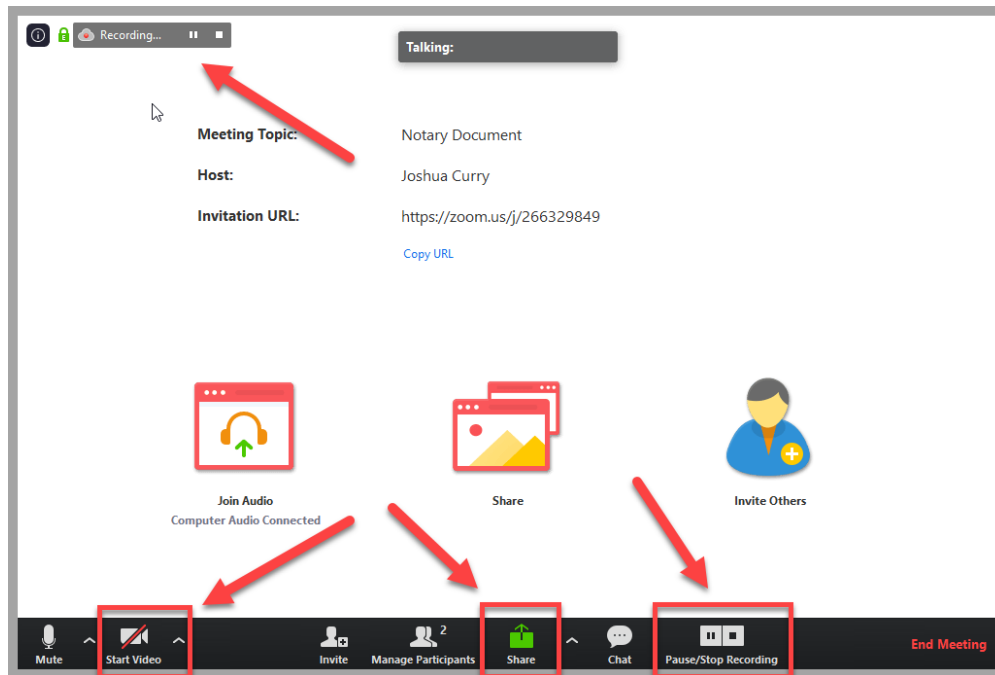 Recording...
Talking:
Meeting Topic: Notary Document
Host: Joshua Curry
Invitation URL: https://zoom.us/j/266329849
Copy URL
Join Audio
Computer Audio Connected
Share
Invite Others
Mute
Start Video
Invite
2
Manage Participants
Share
Chat
Pause/Stop Recording
End Meeting